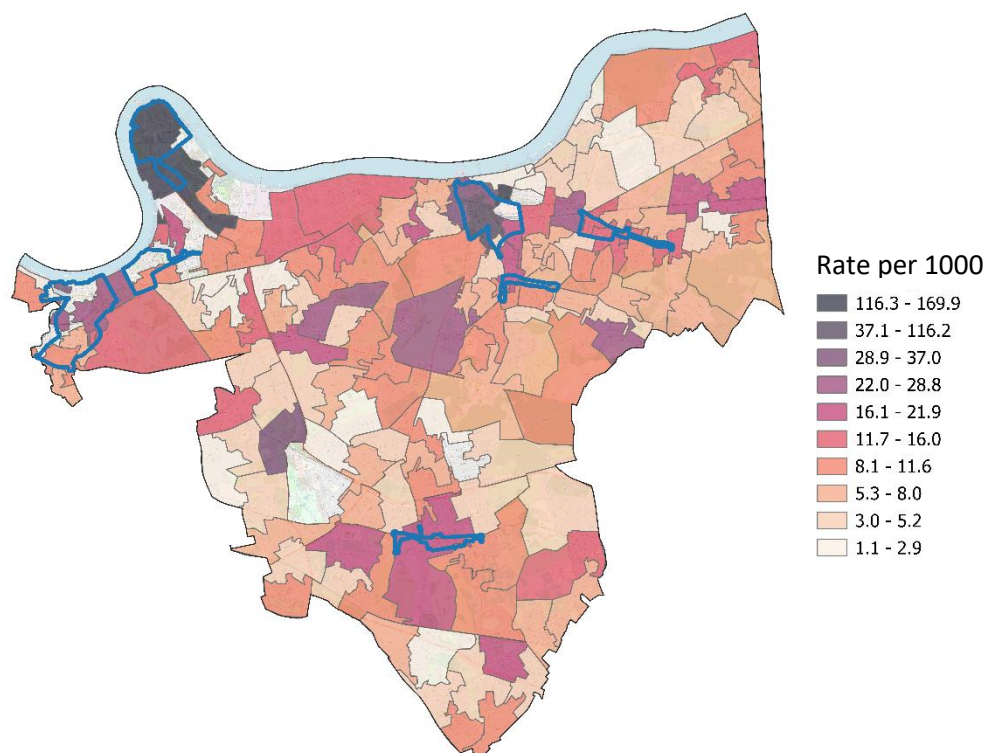 Rate per 1000
116.3 - 169.9
37.1 - 116.2
28.9 - 37.0
22.0 - 28.8
16.1 - 21.9
11.7 - 16.0
8.1 - 11.6
5.3 - 8.0
3.0 - 5.2
1.1 - 2.9